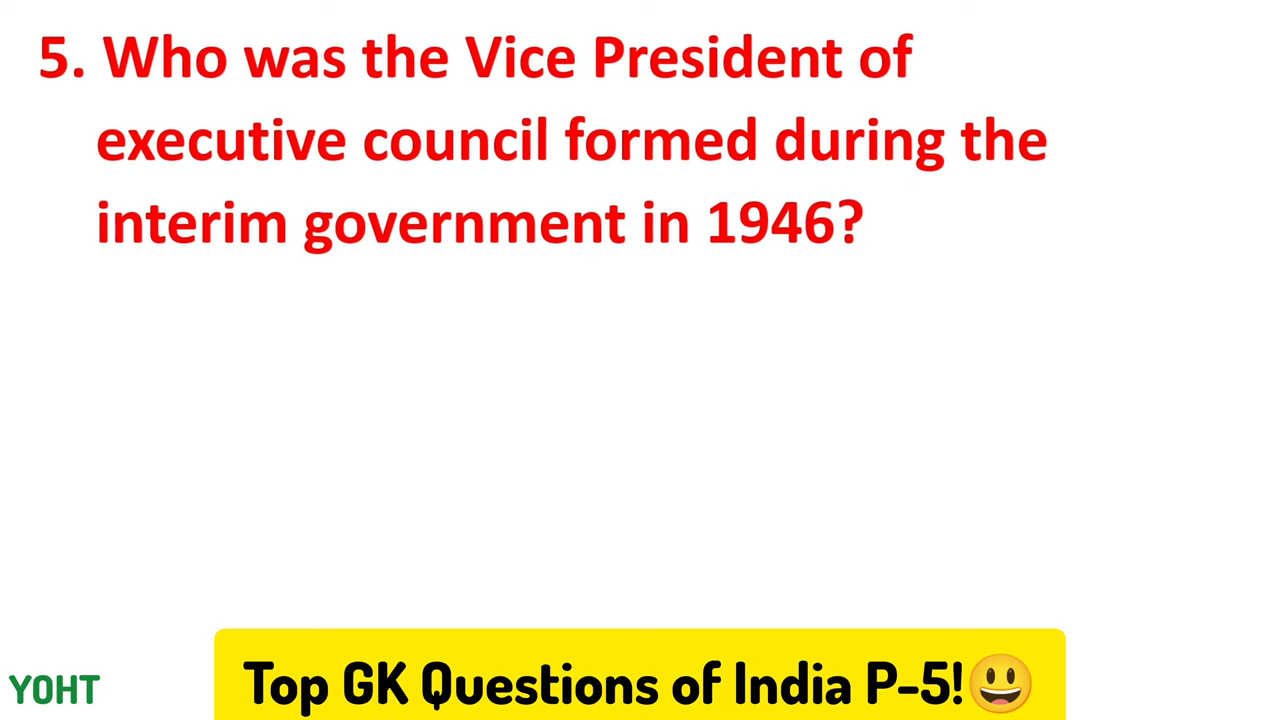 5. Who was the Vice President of
executive council formed during the
interim government in 1946?
YOHT
Top GK Questions of India P-5!😃